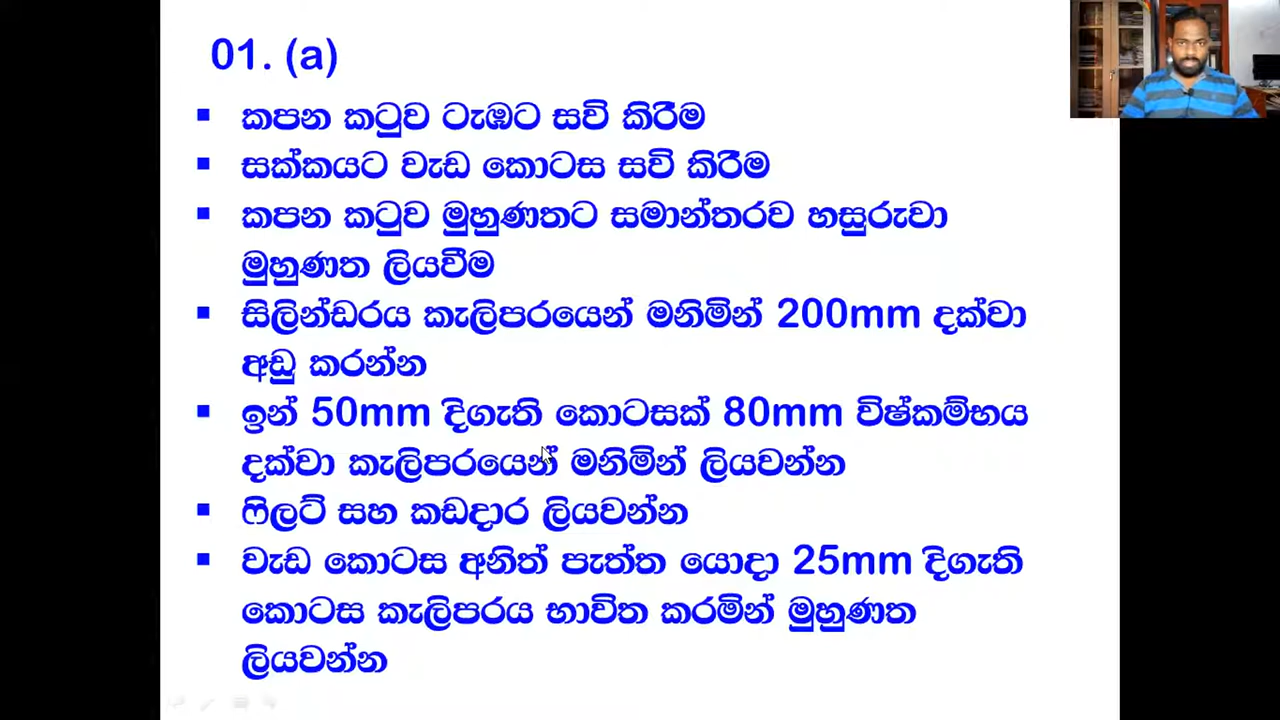 01. (a)
▪ කපන කටුව ටැඹට සවි කිරීම
▪ සක්කයට වැඩ කොටස සවි කිරීම
▪ කපන කටුව මුහුණතට සමාන්තරව හසුරුවා
මුහුණත ලියවීම
▪ සිලින්ඩරය කැලිපරයෙන් මනිමින් 200mm දක්වා
අඩු කරන්න
▪ ඉන් 50mm දිගැති කොටසක් 80mm විෂ්කම්භය
දක්වා කැලිපරයෙන් මනිමින් ලියවන්න
▪ ෆිලට් සහ කඩදාර ලියවන්න
▪ වැඩ කොටස අනිත් පැත්ත යොදා 25mm දිගැති
කොටස කැලිපරය භාවිත කරමින් මුහුණත
ලියවන්න